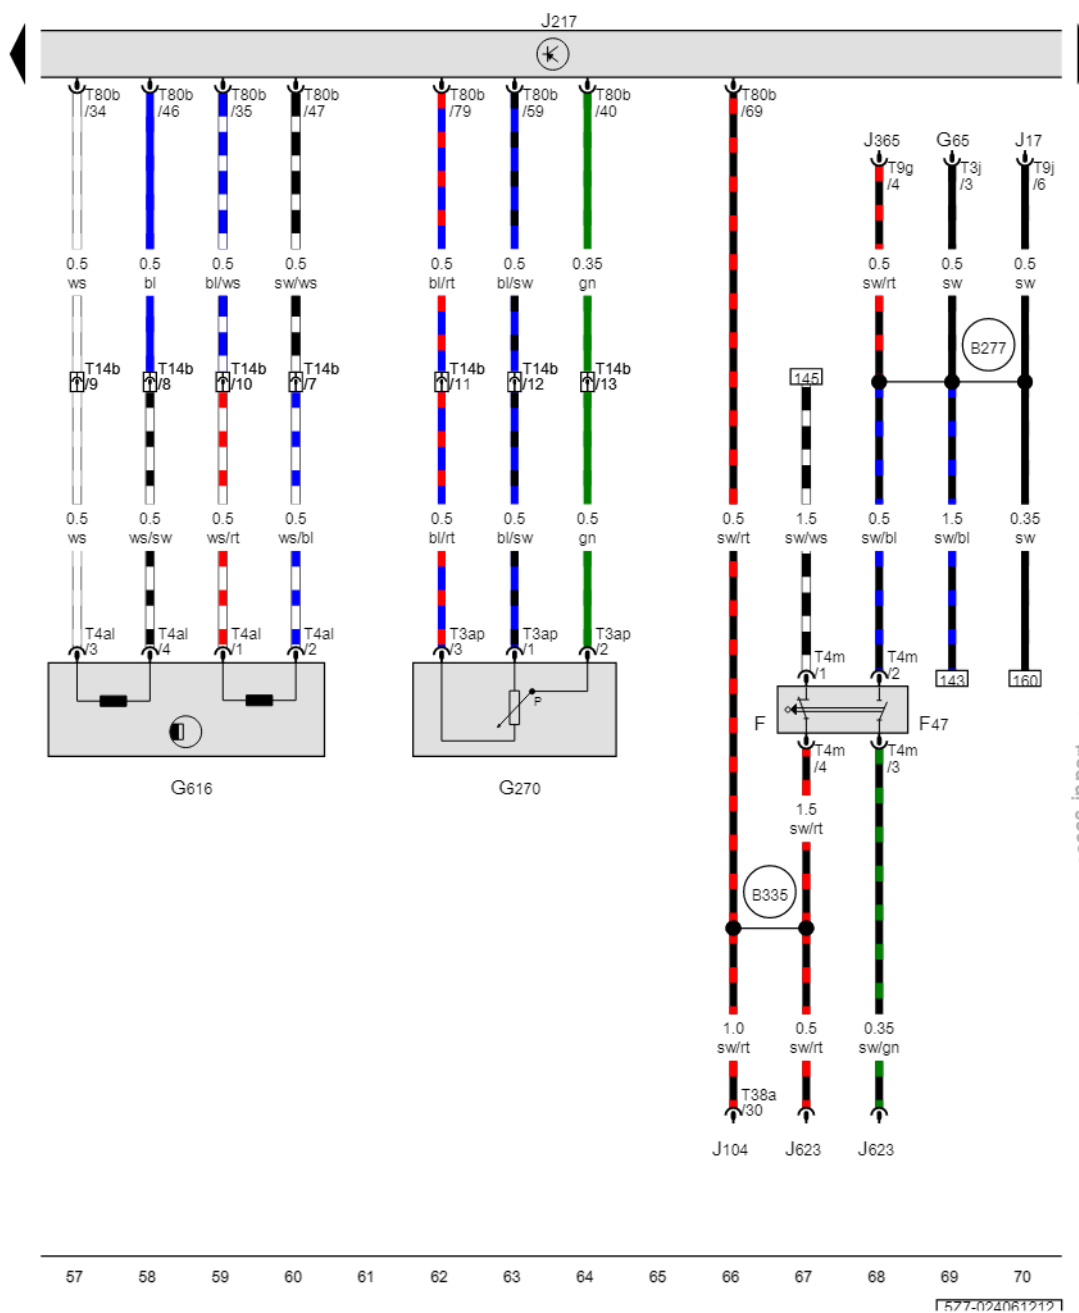 J217
T80b T80b T80b T80b T80b T80b T80b T80b
/34 /46 /35 /47 /79 /59 /40 /69
J365 G65 J17
T9g T3j T9j
/4 /3 /6
0.5 0.5 0.5 0.5 0.5 0.5 0.35 0.5 0.5 0.5
ws bl bl/ws sw/ws bl/rt bl/sw gn sw/rt sw sw
B277
T14b T14b T14b T14b T14b T14b T14b
/9 /8 /10 /7 /11 /12 /13
145
0.5 0.5 0.5 0.5 0.5 0.5 0.5 0.5 1.5 0.5 1.5 0.35
ws ws/sw ws/rt ws/bl bl/rt bl/sw gn sw/rt sw/ws sw/bl sw/bl sw
T4al T4al T4al T4al T3ap T3ap T3ap
/3 /4 /1 /2 /3 /1 /2
T4m T4m
/1 /2
143 160
P
F F47
T4m T4m
/4 /3
G616 G270
1.5
sw/rt
B335
1.0 0.5 0.35
sw/rt sw/rt sw/gn
T38a
/30
J104 J623 J623
57 58 59 60 61 62 63 64 65 66 67 68 69 70
577-024061212